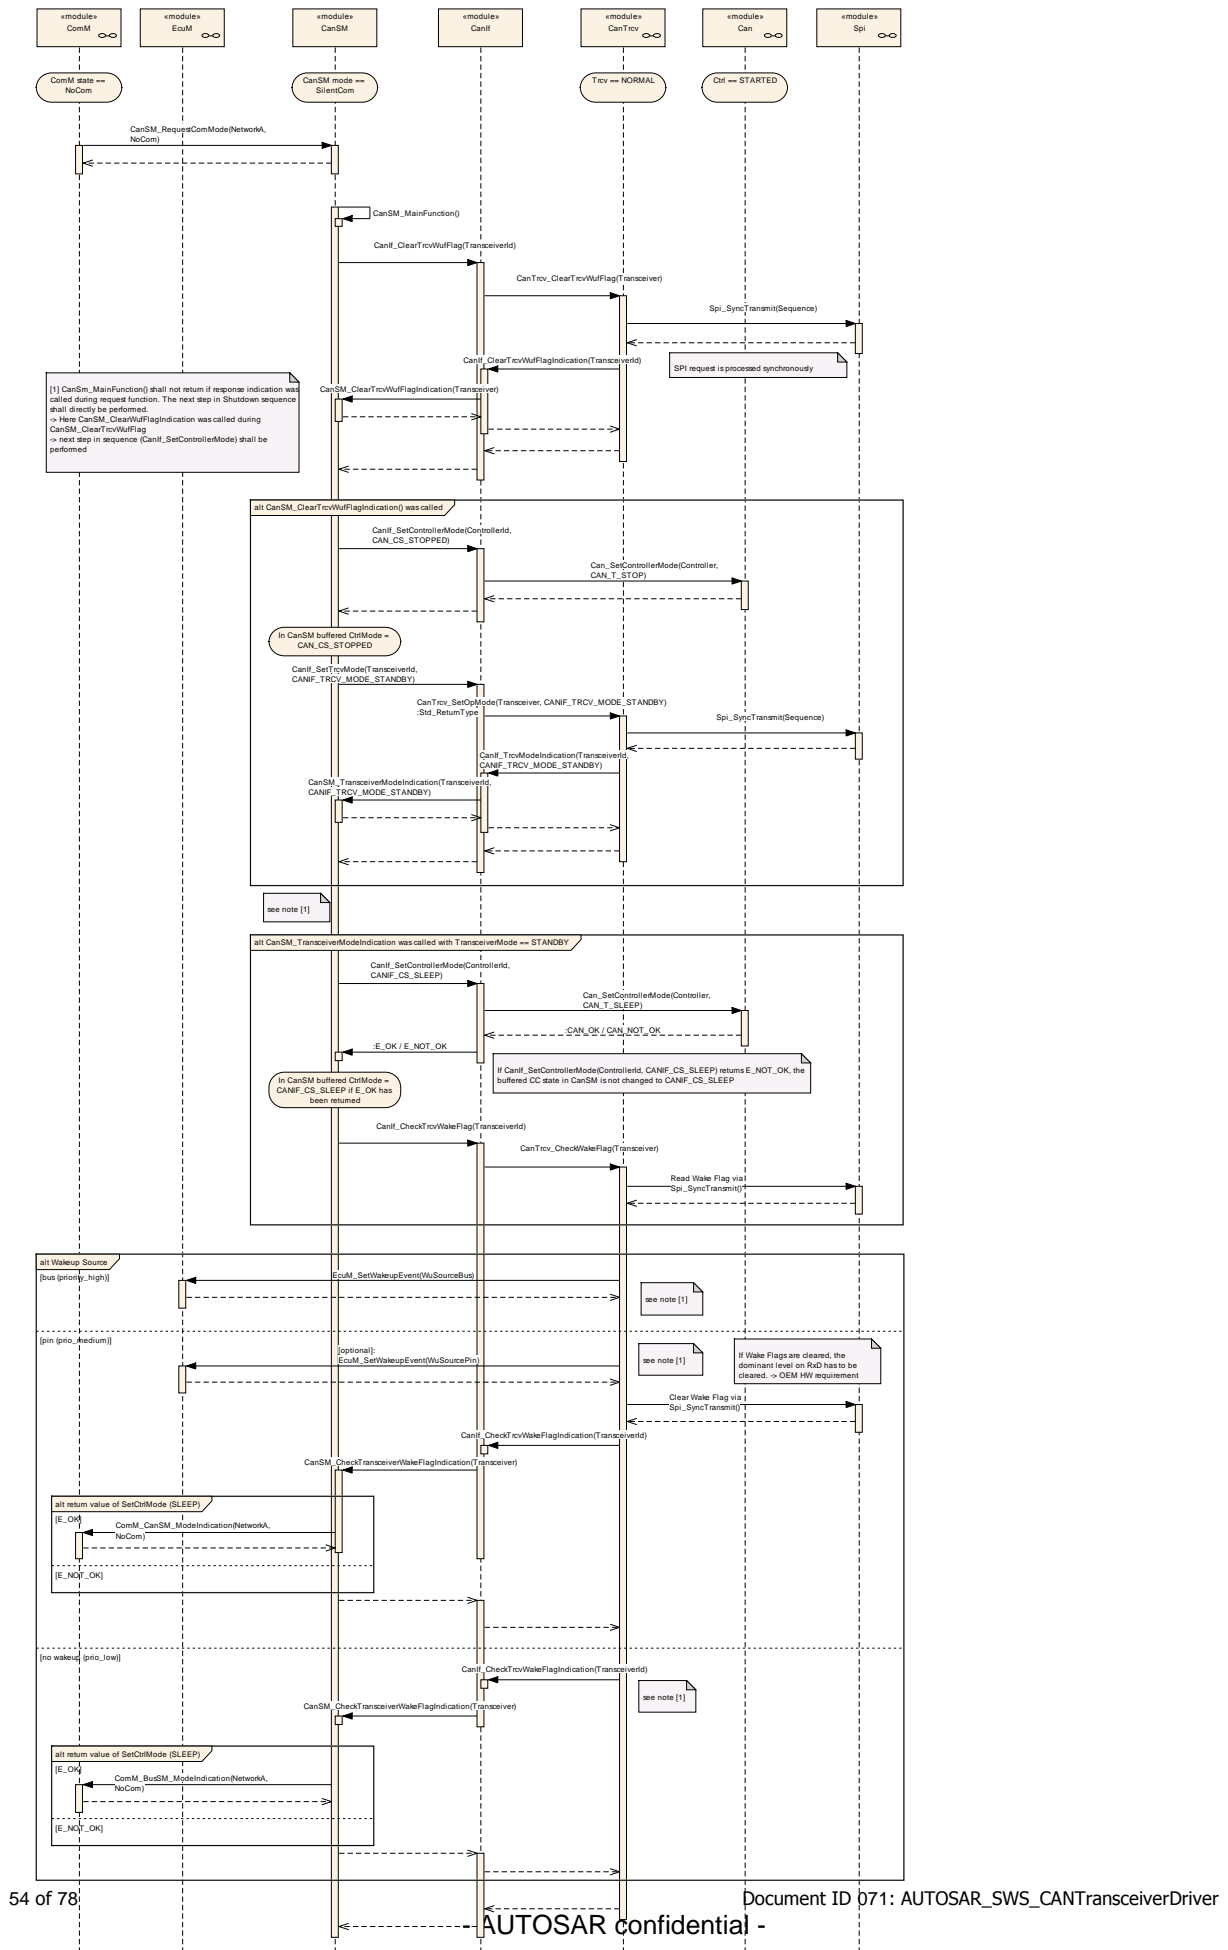 «module»
ComM
«module»
EcuM
«module»
CanSM
«module»
CanIf
«module»
CanTrcv
«module»
Can
«module»
Spi
ComM state ==
NoCom
CanSM mode ==
SilentCom
Trcv == NORMAL
Ctrl == STARTED
CanSM_RequestComMode(NetworkA,
NoCom)
CanSM_MainFunction()
CanIf_ClearTrcvWufFlag(TransceiverId)
CanTrcv_ClearTrcvWufFlag(Transceiver)
Spi_SyncTransmit(Sequence)
CanIf_ClearTrcvWufFlagIndication(TransceiverId)
SPI request is processed synchronously
CanSM_ClearTrcvWufFlagIndication(Transceiver)
[1] CanSm_MainFunction() shall not return if response indication was
called during request function. The next step in Shutdown sequence
shall directly be performed.
-> Here CanSM_ClearWufFlagIndication was called during
CanSM_ClearTrcvWufFlag
-> next step in sequence (CanIf_SetControllerMode) shall be
performed
alt CanSM_ClearTrcvWufFlagIndication() was called
CanIf_SetControllerMode(ControllerId,
CAN_CS_STOPPED)
Can_SetControllerMode(Controller,
CAN_T_STOP)
In CanSM buffered CtrlMode =
CAN_CS_STOPPED
CanIf_SetTrcvMode(TransceiverId,
CANIF_TRCV_MODE_STANDBY)
CanTrcv_SetOpMode(Transceiver, CANIF_TRCV_MODE_STANDBY)
:Std_ReturnType
Spi_SyncTransmit(Sequence)
CanIf_TrcvModeIndication(TransceiverId,
CANIF_TRCV_MODE_STANDBY)
CanSM_TransceiverModeIndication(TransceiverId,
CANIF_TRCV_MODE_STANDBY)
see note [1]
alt CanSM_TransceiverModeIndication was called with TransceiverMode == STANDBY
CanIf_SetControllerMode(ControllerId,
CANIF_CS_SLEEP)
Can_SetControllerMode(Controller,
CAN_T_SLEEP)
:CAN_OK / CAN_NOT_OK
:E_OK / E_NOT_OK
If CanIf_SetControllerMode(ControllerId, CANIF_CS_SLEEP) returns E_NOT_OK, the
buffered CC state in CanSM is not changed to CANIF_CS_SLEEP
In CanSM buffered CtrlMode =
CANIF_CS_SLEEP if E_OK has
been returned
CanIf_CheckTrcvWakeFlag(TransceiverId)
CanTrcv_CheckWakeFlag(Transceiver)
Read Wake Flag via
Spi_SyncTransmit()
alt Wakeup Source
[bus (priority_high)]
EcuM_SetWakeupEvent(WuSourceBus)
see note [1]
[pin (prio_medium)]
[optional]:
EcuM_SetWakeupEvent(WuSourcePin)
see note [1]
If Wake Flags are cleared, the
dominant level on RxD has to be
cleared. -> OEM HW requirement
Clear Wake Flag via
Spi_SyncTransmit()
CanIf_CheckTrcvWakeFlagIndication(TransceiverId)
CanSM_CheckTransceiverWakeFlagIndication(Transceiver)
alt return value of SetCtrlMode (SLEEP)
[E_OK]
ComM_CanSM_ModeIndication(NetworkA,
NoCom)
[E_NOT_OK]
[no wakeup (prio_low)]
CanIf_CheckTrcvWakeFlagIndication(TransceiverId)
see note [1]
CanSM_CheckTransceiverWakeFlagIndication(Transceiver)
alt return value of SetCtrlMode (SLEEP)
[E_OK]
ComM_BusSM_ModeIndication(NetworkA,
NoCom)
[E_NOT_OK]
54 of 78
Document ID 071: AUTOSAR_SWS_CANTransceiverDriver
- AUTOSAR confidential -